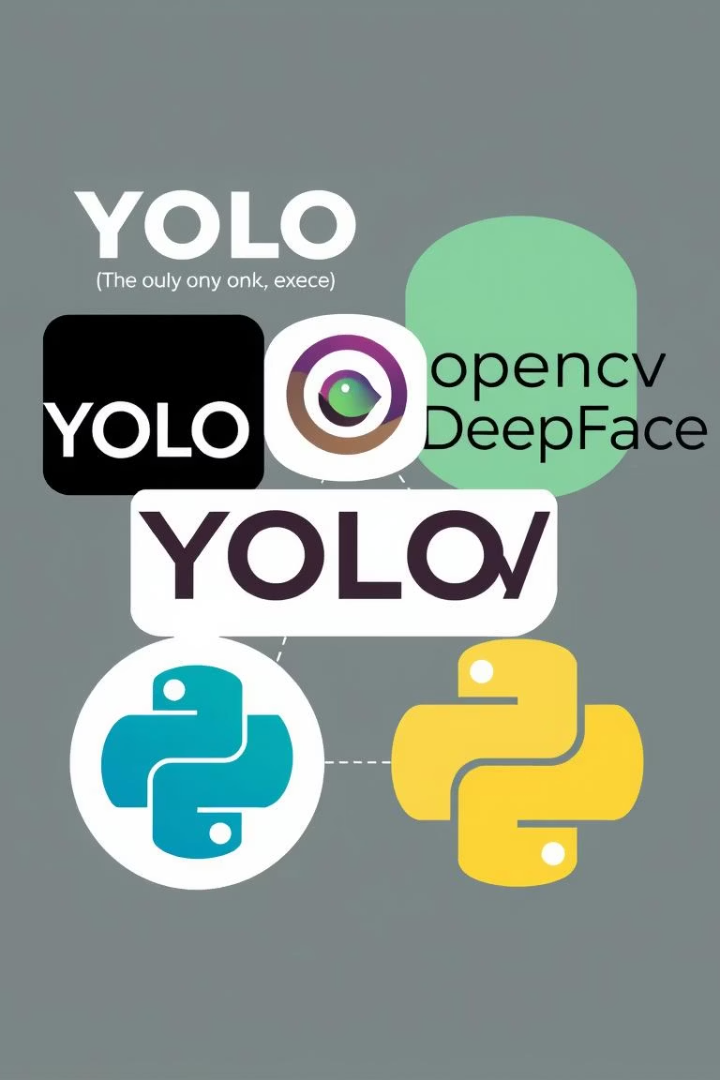 YOLO
(The ouly ony onk, exece)
YOLO
opencv
DeepFace
YOLOV